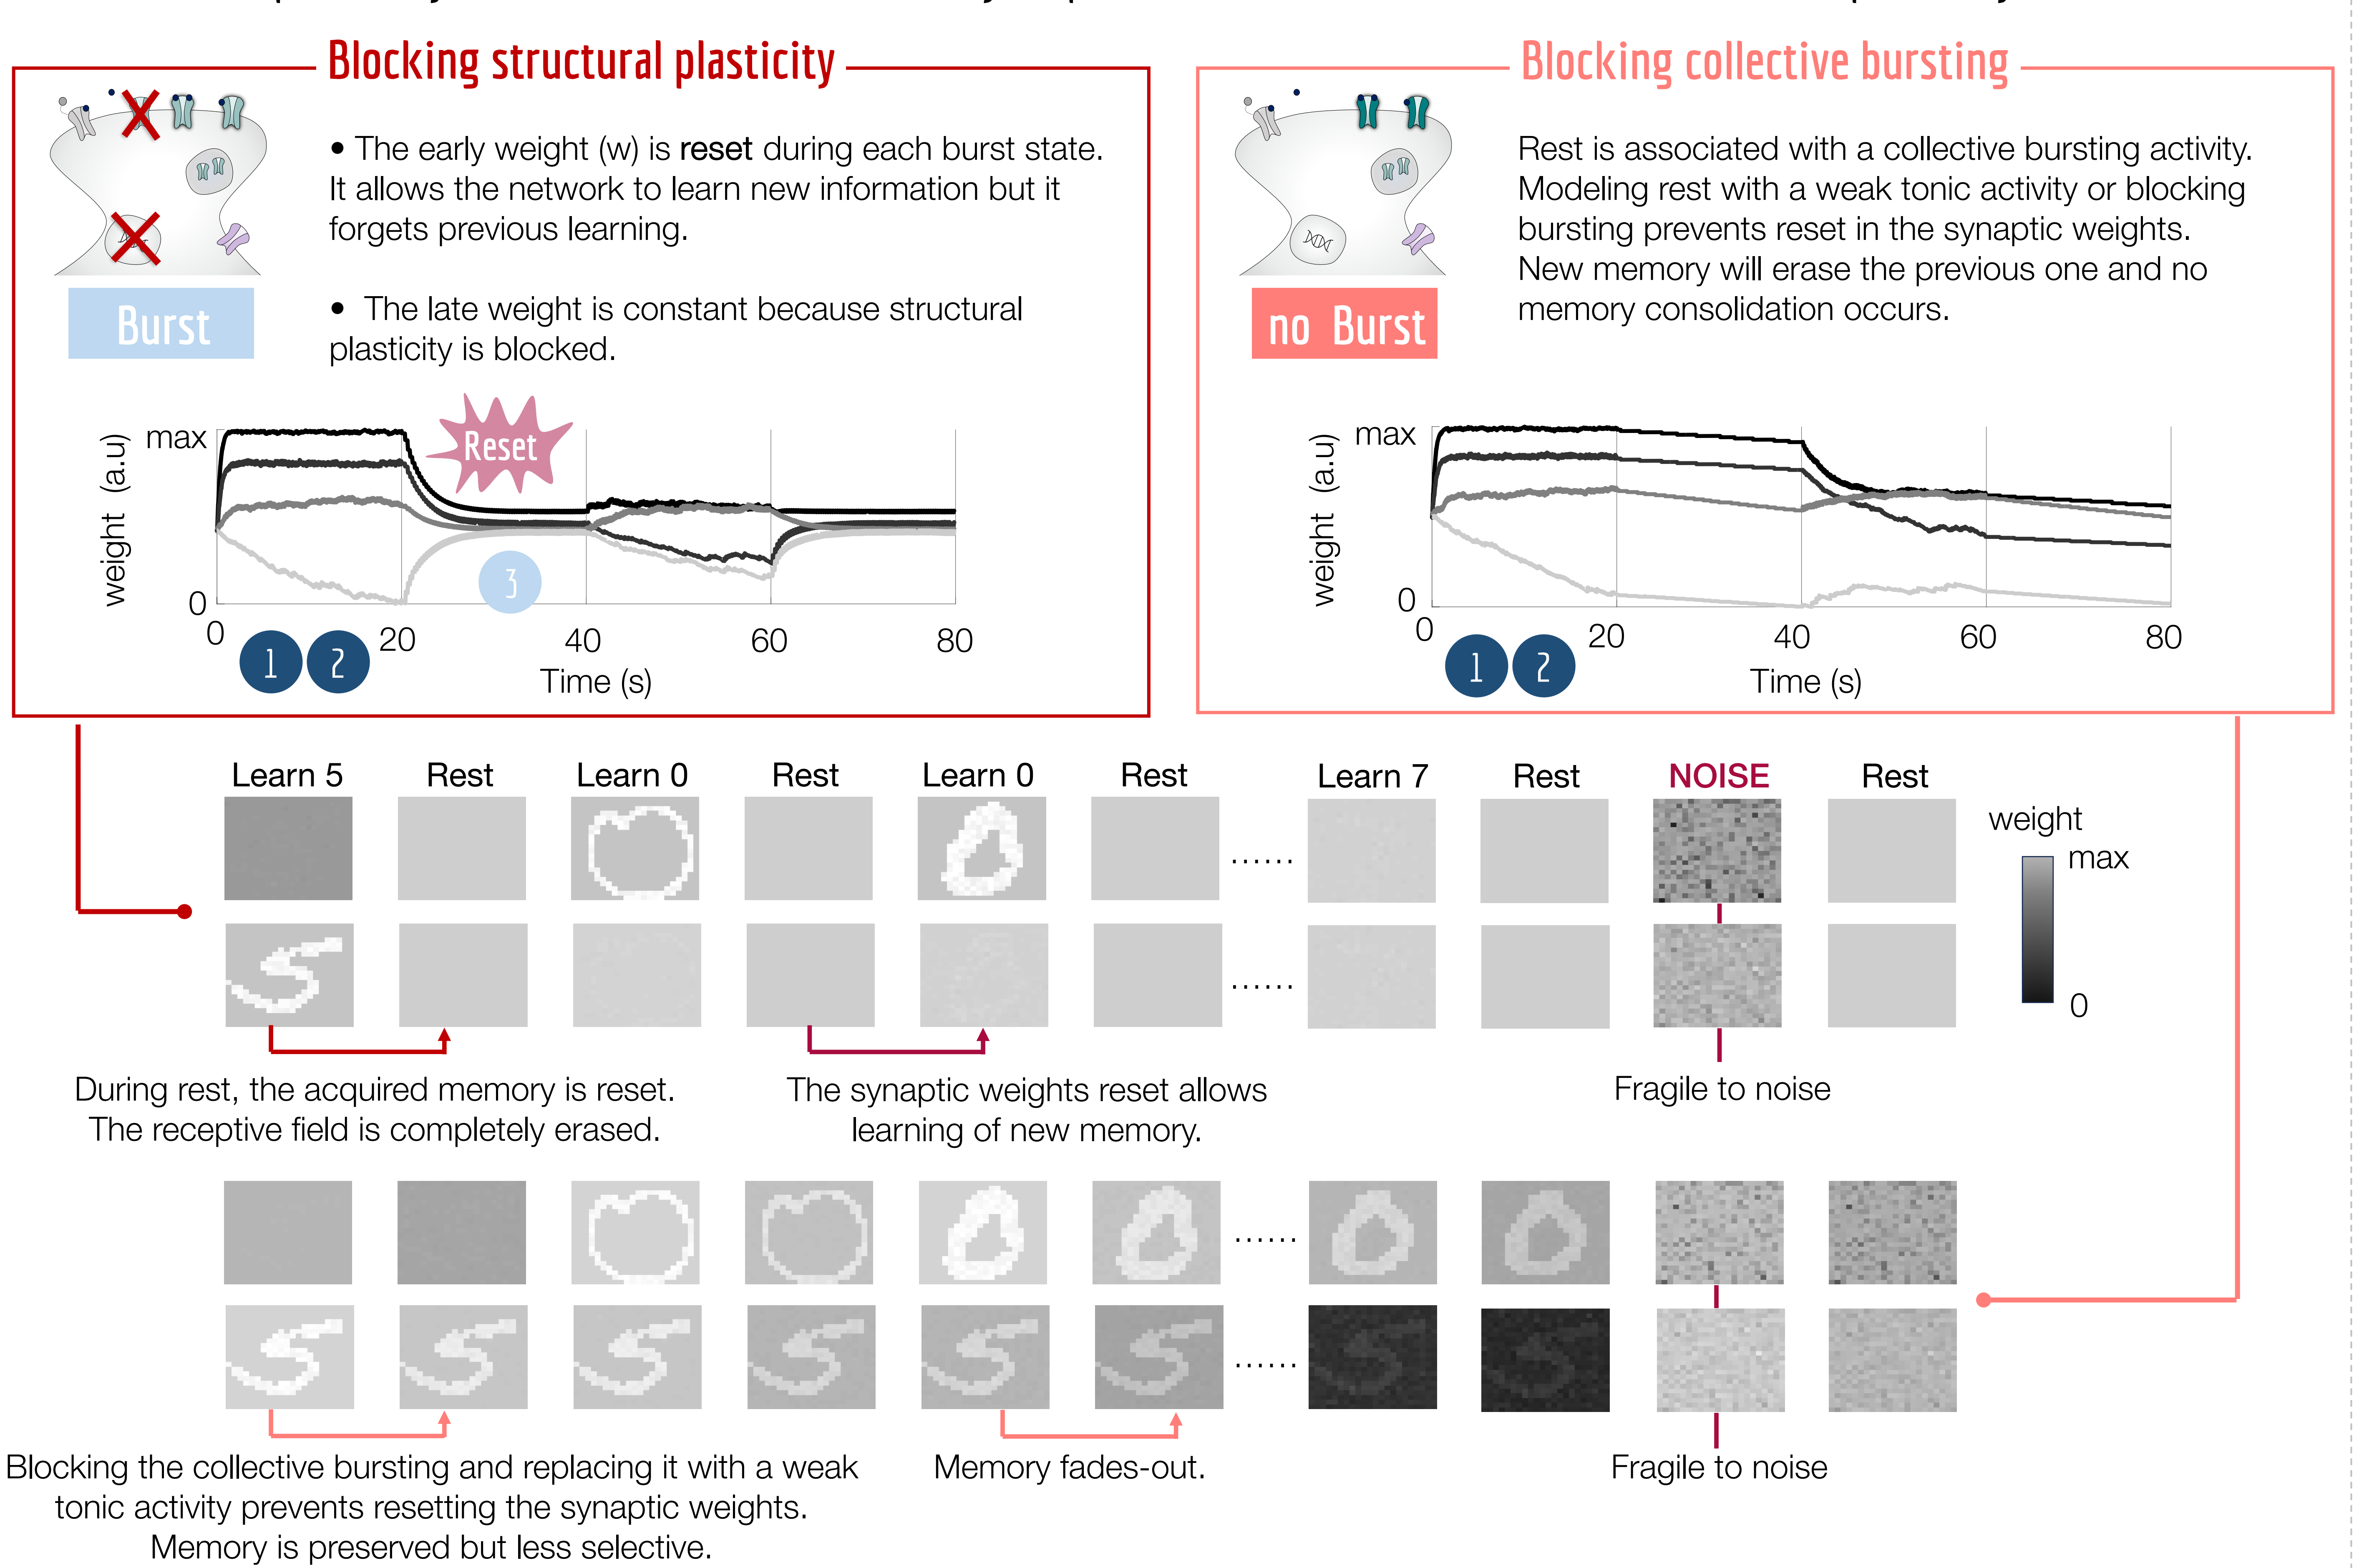 Blocking structural plasticity
• The early weight (w) is reset during each burst state.
It allows the network to learn new information but it
forgets previous learning.
• The late weight is constant because structural
plasticity is blocked.
Burst
weight (a.u)
max
0
Reset
3
0
20
40
60
80
1
2
Time (s)
Blocking collective bursting
Rest is associated with a collective bursting activity.
Modeling rest with a weak tonic activity or blocking
bursting prevents reset in the synaptic weights.
New memory will erase the previous one and no
memory consolidation occurs.
no Burst
weight (a.u)
max
0
0
20
40
60
80
1
2
Time (s)
Learn 5
Rest
Learn 0
Rest
Learn 0
Rest
Learn 7
Rest
NOISE
Rest
......
......
weight
max
0
During rest, the acquired memory is reset.
The receptive field is completely erased.
The synaptic weights reset allows
learning of new memory.
Fragile to noise
......
......
Blocking the collective bursting and replacing it with a weak
tonic activity prevents resetting the synaptic weights.
Memory is preserved but less selective.
Memory fades-out.
Fragile to noise